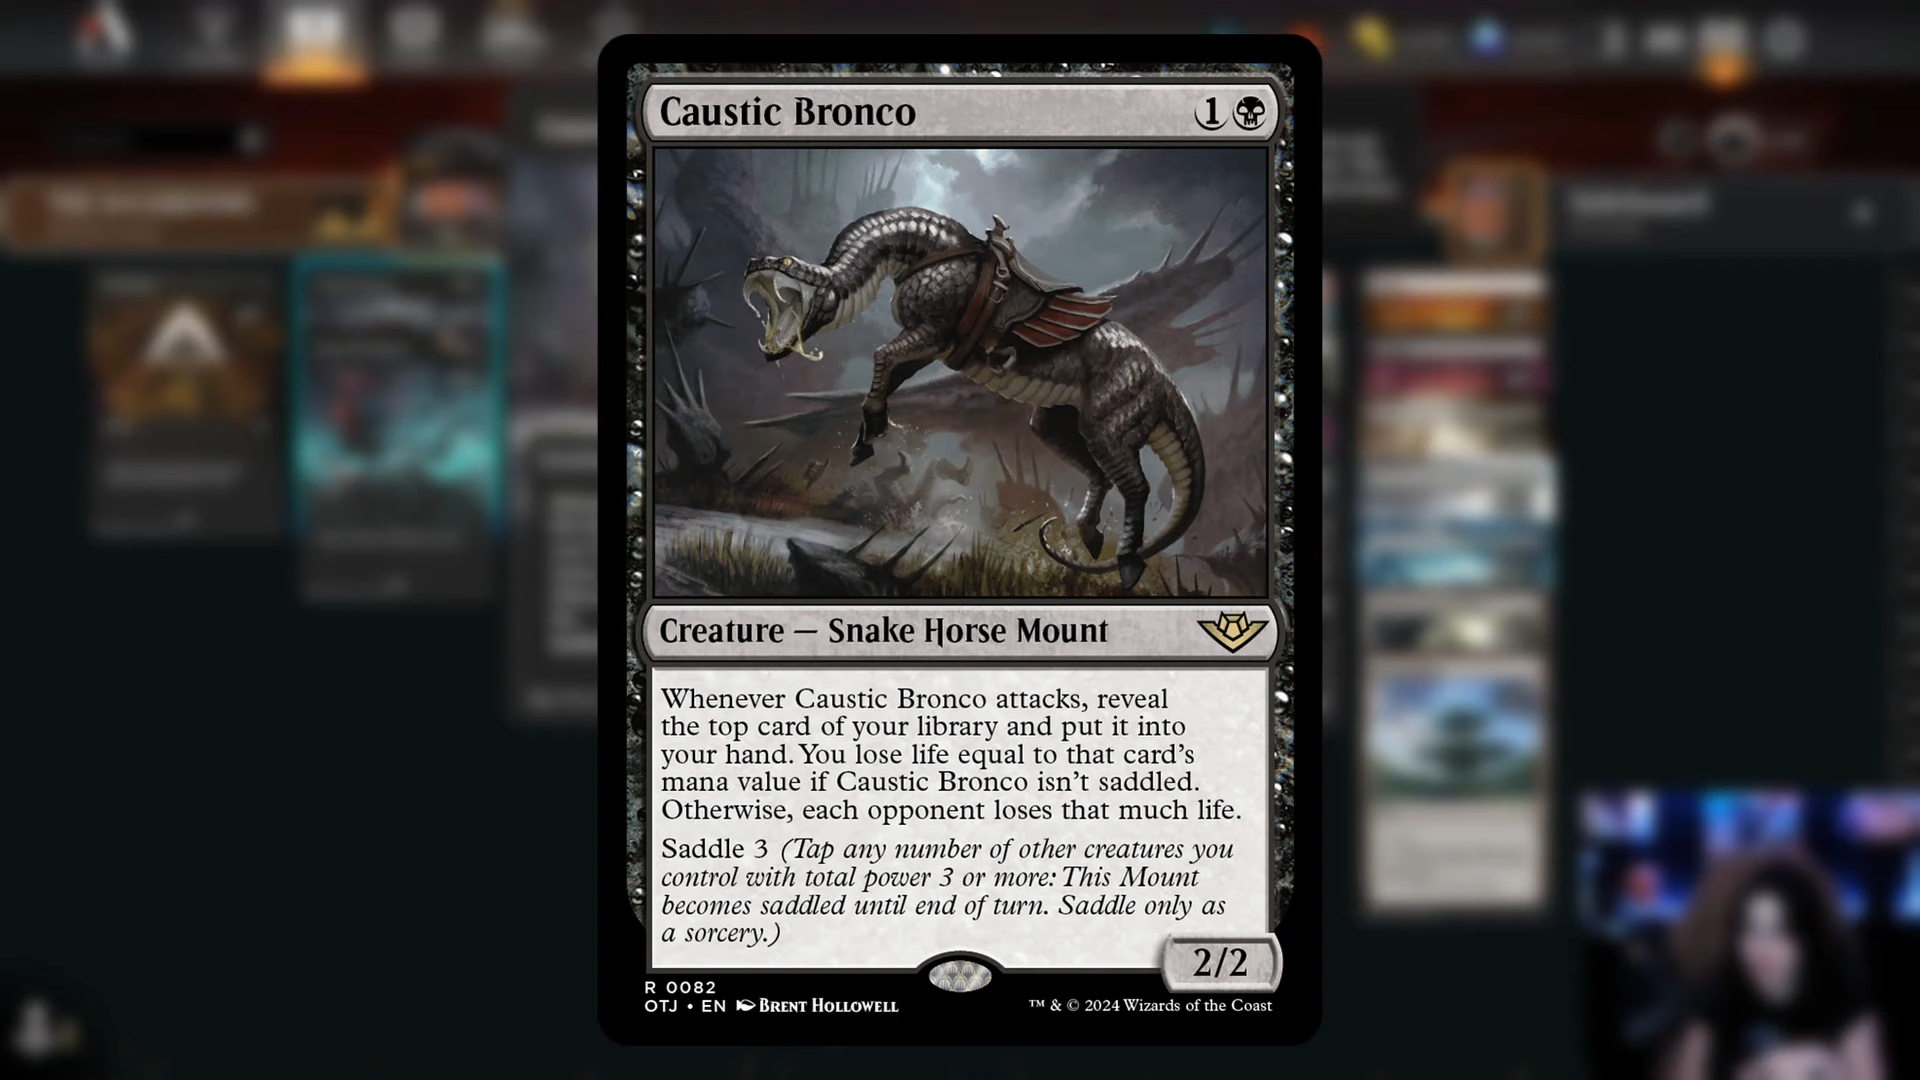 Caustic Bronco 1
Creature — Snake Horse Mount
Whenever Caustic Bronco attacks, reveal
the top card of your library and put it into
your hand. You lose life equal to that card's
mana value if Caustic Bronco isn't saddled.
Otherwise, each opponent loses that much life.
Saddle 3 (Tap any number of other creatures you
control with total power 3 or more: This Mount
becomes saddled until end of turn. Saddle only as
a sorcery.)
2/2
R 0082
OTJ • EN BRENT HOLLOWELL
™ & © 2024 Wizards of the Coast